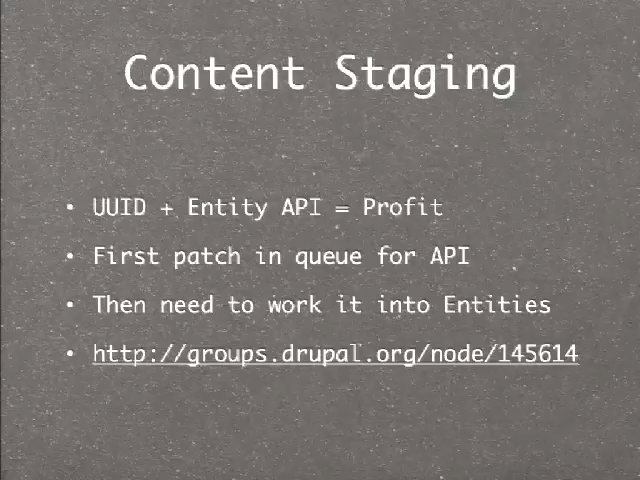 Content Staging
• UUID + Entity API = Profit
• First patch in queue for API
• Then need to work it into Entities
• http://groups.drupal.org/node/145614